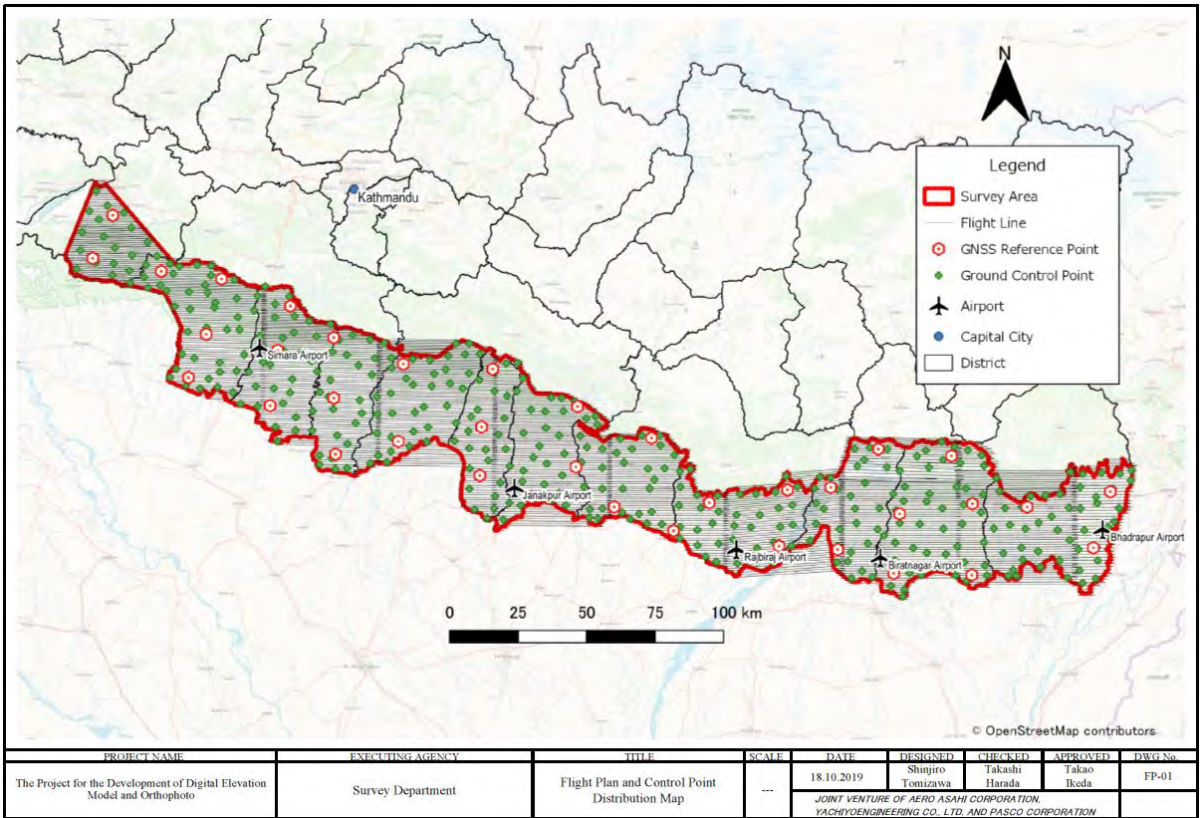 N
Legend
Survey Area
Flight Line
GNSS Reference Point
Ground Control Point
Airport
Capital City
District
Kathmandu
Simara Airport
Janakpur Airport
Rajbiraj Airport
Biratnagar Airport
Bhadrapur Airport
0 25 50 75 100 km
© OpenStreetMap contributors
PROJECT NAME EXECUTING AGENCY TITLE SCALE DATE DESIGNED CHECKED APPROVED DWG No.
The Project for the Development of Digital Elevation
Model and Orthophoto
Survey Department
Flight Plan and Control Point
Distribution Map
---
18.10.2019
Shinjiro
Tomizawa
Takashi
Harada
Takao
Ikeda
FP-01
JOINT VENTURE OF AERO ASAHI CORPORATION,
YACHIYOENGINEERING CO., LTD. AND PASCO CORPORATION